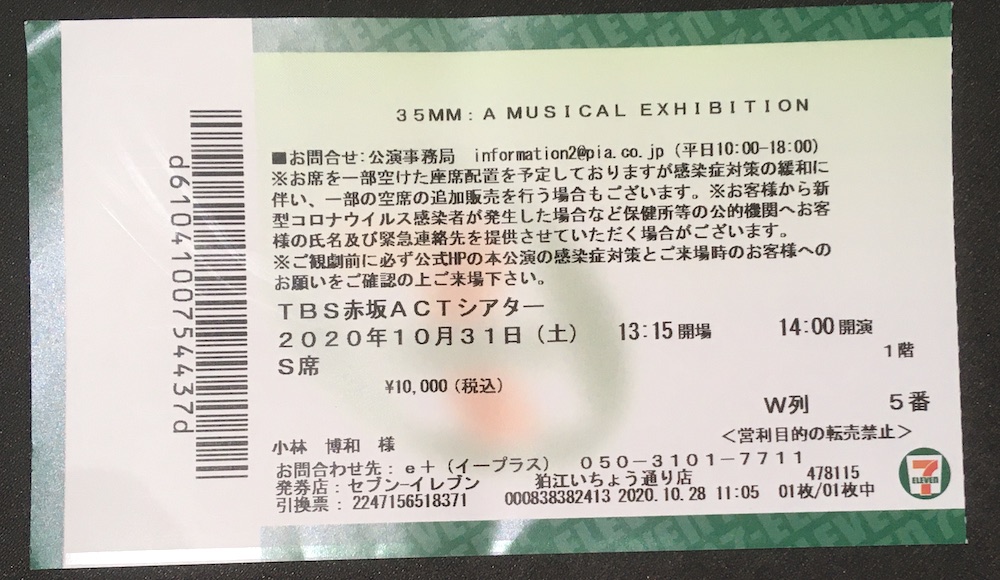 35MM: A MUSICAL EXHIBITION
■お問合せ:公演事務局 information2@pia.co.jp (平日10:00-18:00)
※お席を一部空けた座席配置を予定しておりますが感染症対策の緩和に
伴い、一部の空席の追加販売を行う場合もございます。※お客様から新
型コロナウイルス感染者が発生した場合など保健所等の公的機関へお客
様の氏名及び緊急連絡先を提供させていただく場合がございます。
※ご観劇前に必ず公式HPの本公演の感染症対策とご来場時のお客様への
お願いをご確認の上ご来場下さい。
TBS赤坂ACTシアター
2020年10月31日(土) 13:15開場 14:00開演
S席 1階
¥10,000(税込)
W列 5番
<営利目的の転売禁止>
小林 博和 様
お問合わせ先:e+(イープラス) 050-3101-7711
発券店:セブン-イレブン 狛江いちょう通り店 478115
引換票:2247156518371 000838382413 2020.10.28 11:05 01枚/01枚中
d61041007544​37d
7 ELEVEN